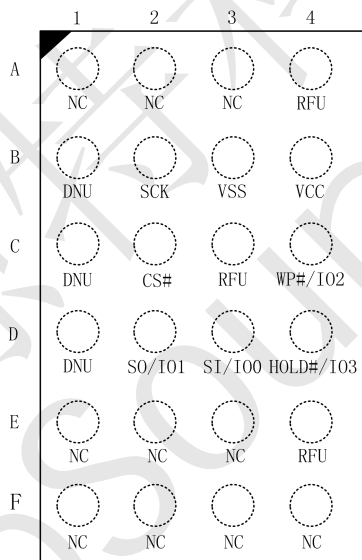 1 2 3 4
A
NC NC NC RFU
B
DNU SCK VSS VCC
C
DNU CS# RFU WP#/IO2
D
DNU SO/IO1 SI/IO0 HOLD#/IO3
E
NC NC NC RFU
F
NC NC NC NC